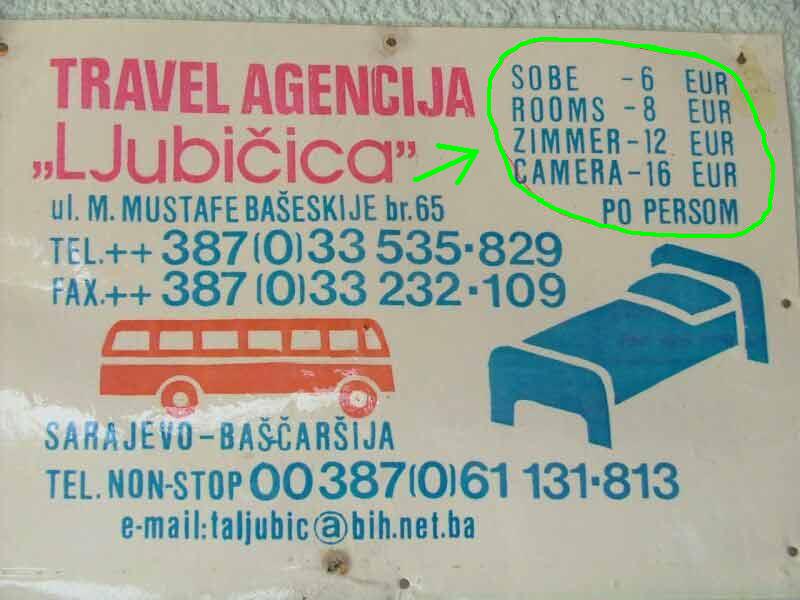 TRAVEL AGENCIJA
„LJubičica”
ul. M. MUSTAFE BAŠESKIJE br.65
TEL.++ 387(0)33 535·829
FAX.++ 387(0)33 232·109
SOBE -6 EUR
ROOMS -8 EUR
ZIMMER-12 EUR
CAMERA-16 EUR
PO PERSOM
SARAJEVO-BAŠČARŠIJA
TEL. NON-STOP 00387(0)61 131·813
e-mail:taljubic@bih.net.ba